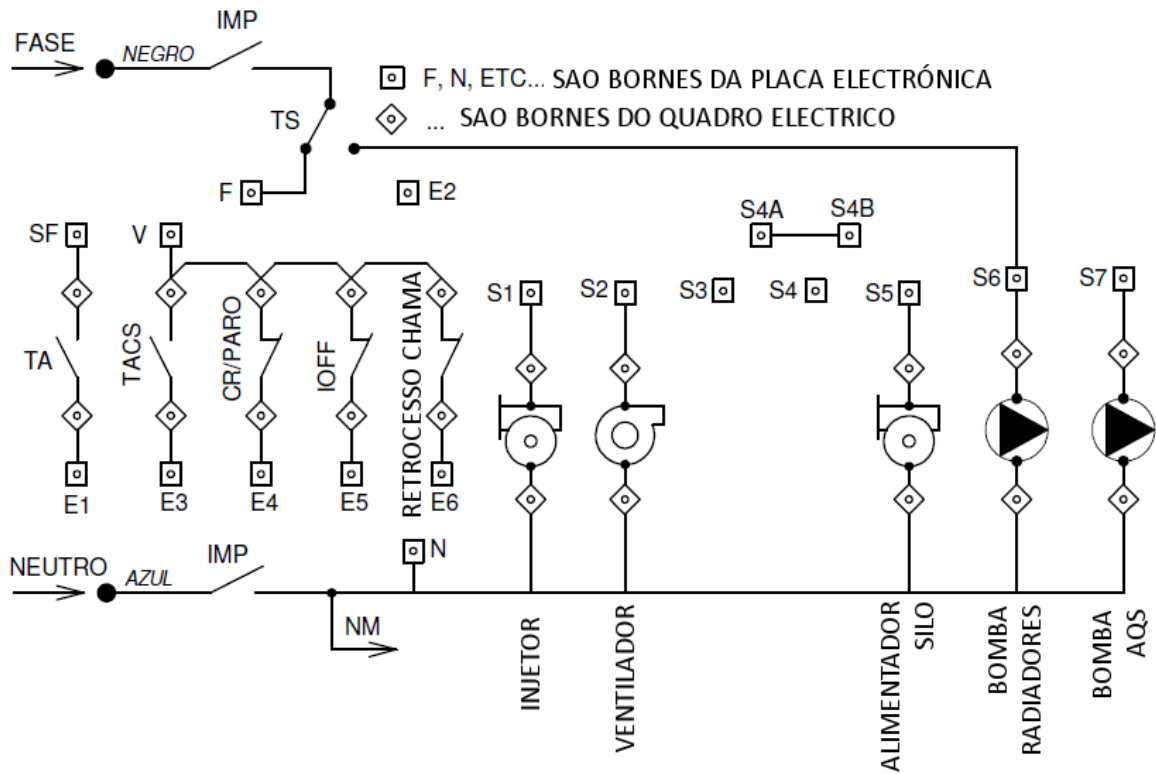 IMP
FASE
NEGRO
F, N, ETC... SAO BORNES DA PLACA ELECTRÓNICA
TS
... SAO BORNES DO QUADRO ELECTRICO
F
E2
S4A
S4B
SF
V
S1
S2
S3
S4
S5
S6
S7
TA
TACS
CR/PARO
IOFF
RETROCESSO CHAMA
E1
E3
E4
E5
E6
NEUTRO
AZUL
IMP
N
NM
INJETOR
VENTILADOR
ALIMENTADOR
SILO
BOMBA
RADIADORES
BOMBA
AQS